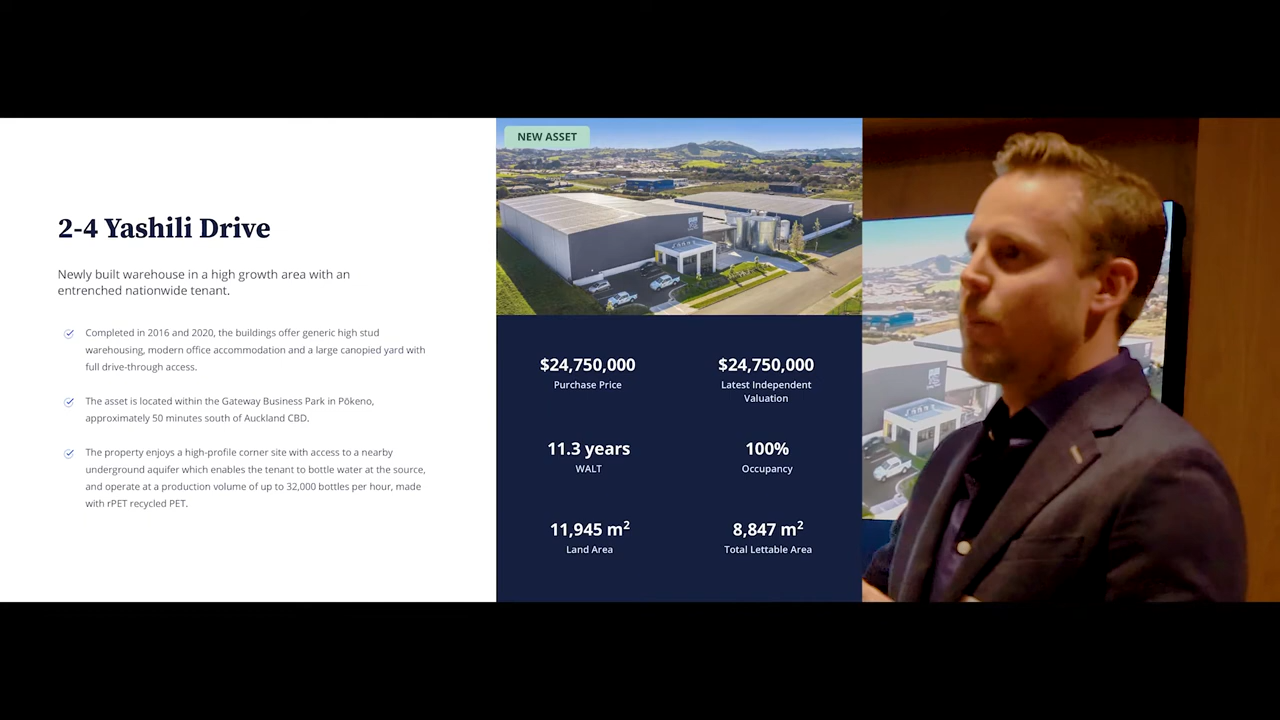 2-4 Yashili Drive
Newly built warehouse in a high growth area with an
entrenched nationwide tenant.
Completed in 2016 and 2020, the buildings offer generic high stud
warehousing, modern office accommodation and a large canopied yard with
full drive-through access.
The asset is located within the Gateway Business Park in Pōkeno,
approximately 50 minutes south of Auckland CBD.
The property enjoys a high-profile corner site with access to a nearby
underground aquifer which enables the tenant to bottle water at the source,
and operate at a production volume of up to 32,000 bottles per hour, made
with rPET recycled PET.
NEW ASSET
$24,750,000
Purchase Price
$24,750,000
Latest Independent
Valuation
11.3 years
WALT
100%
Occupancy
11,945 m²
Land Area
8,847 m²
Total Lettable Area